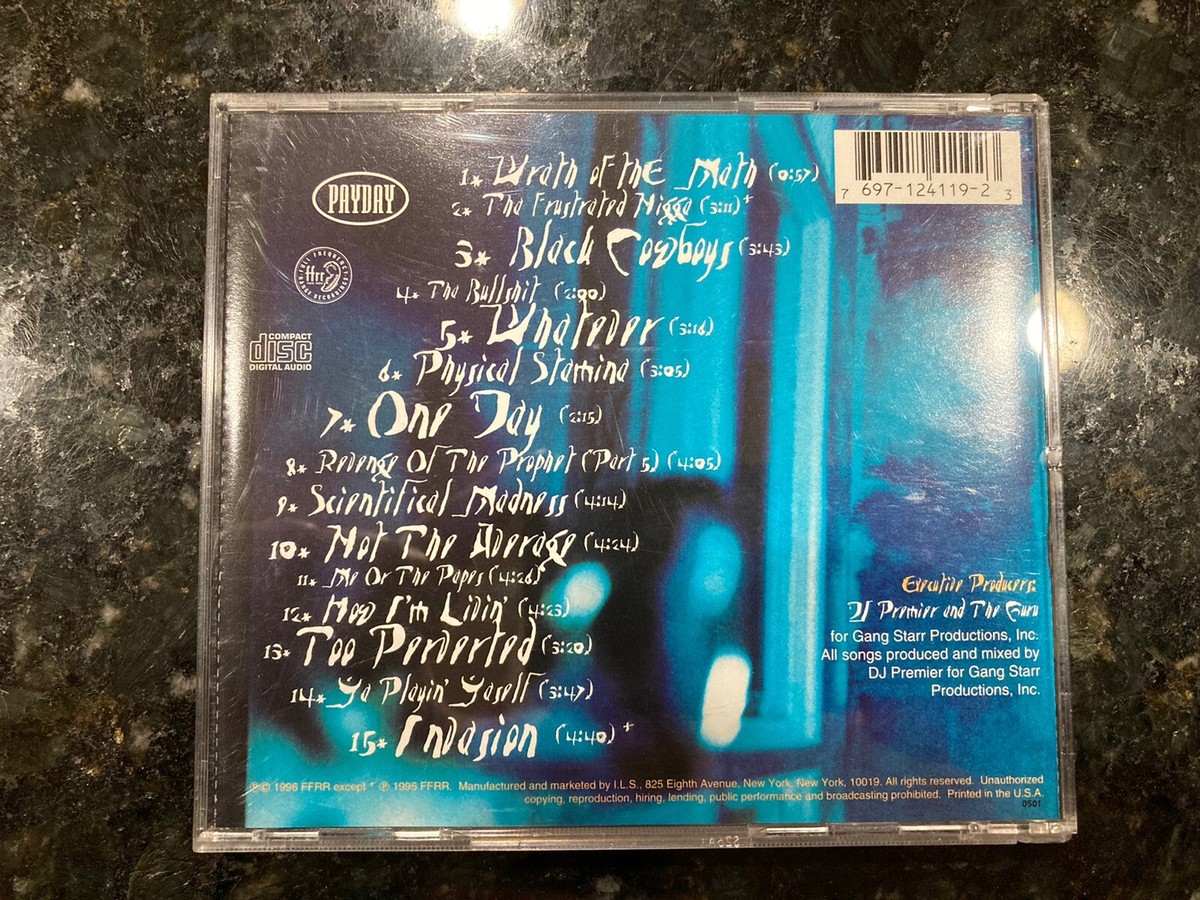 PAYDAY
FULL FREQUENCY
ffrr
RANGE RECORDINGS
COMPACT
disc
DIGITAL AUDIO
7 697-124119-2 3
1* Wrath of the Math (0:57)
2* Tha Frustrated Nigga (3:11)+
3* Black Cowboys (3:43)
4* Tha Bullshit (2:00)
5* Whatever (3:16)
6* Physical Stamina (3:05)
7* One Day (2:15)
8* Revenge Of The Prophet (Part 5) (4:05)
9* Scientifical Madness (4:14)
10* Not The Average (4:24)
11* Me Or The Papes (4:26)
12* How I'm Livin' (4:23)
13* Too Perverted (3:20)
14* Ya Playin' Yaself (3:47)
15* Invasion (4:40)+
Executive Producers:
DJ Premier and The Guru
for Gang Starr Productions, Inc.
All songs produced and mixed by
DJ Premier for Gang Starr
Productions, Inc.
℗© 1996 FFRR except + ℗ 1995 FFRR. Manufactured and marketed by I.L.S., 825 Eighth Avenue, New York, New York, 10019. All rights reserved. Unauthorized
copying, reproduction, hiring, lending, public performance and broadcasting prohibited. Printed in the U.S.A.
0501